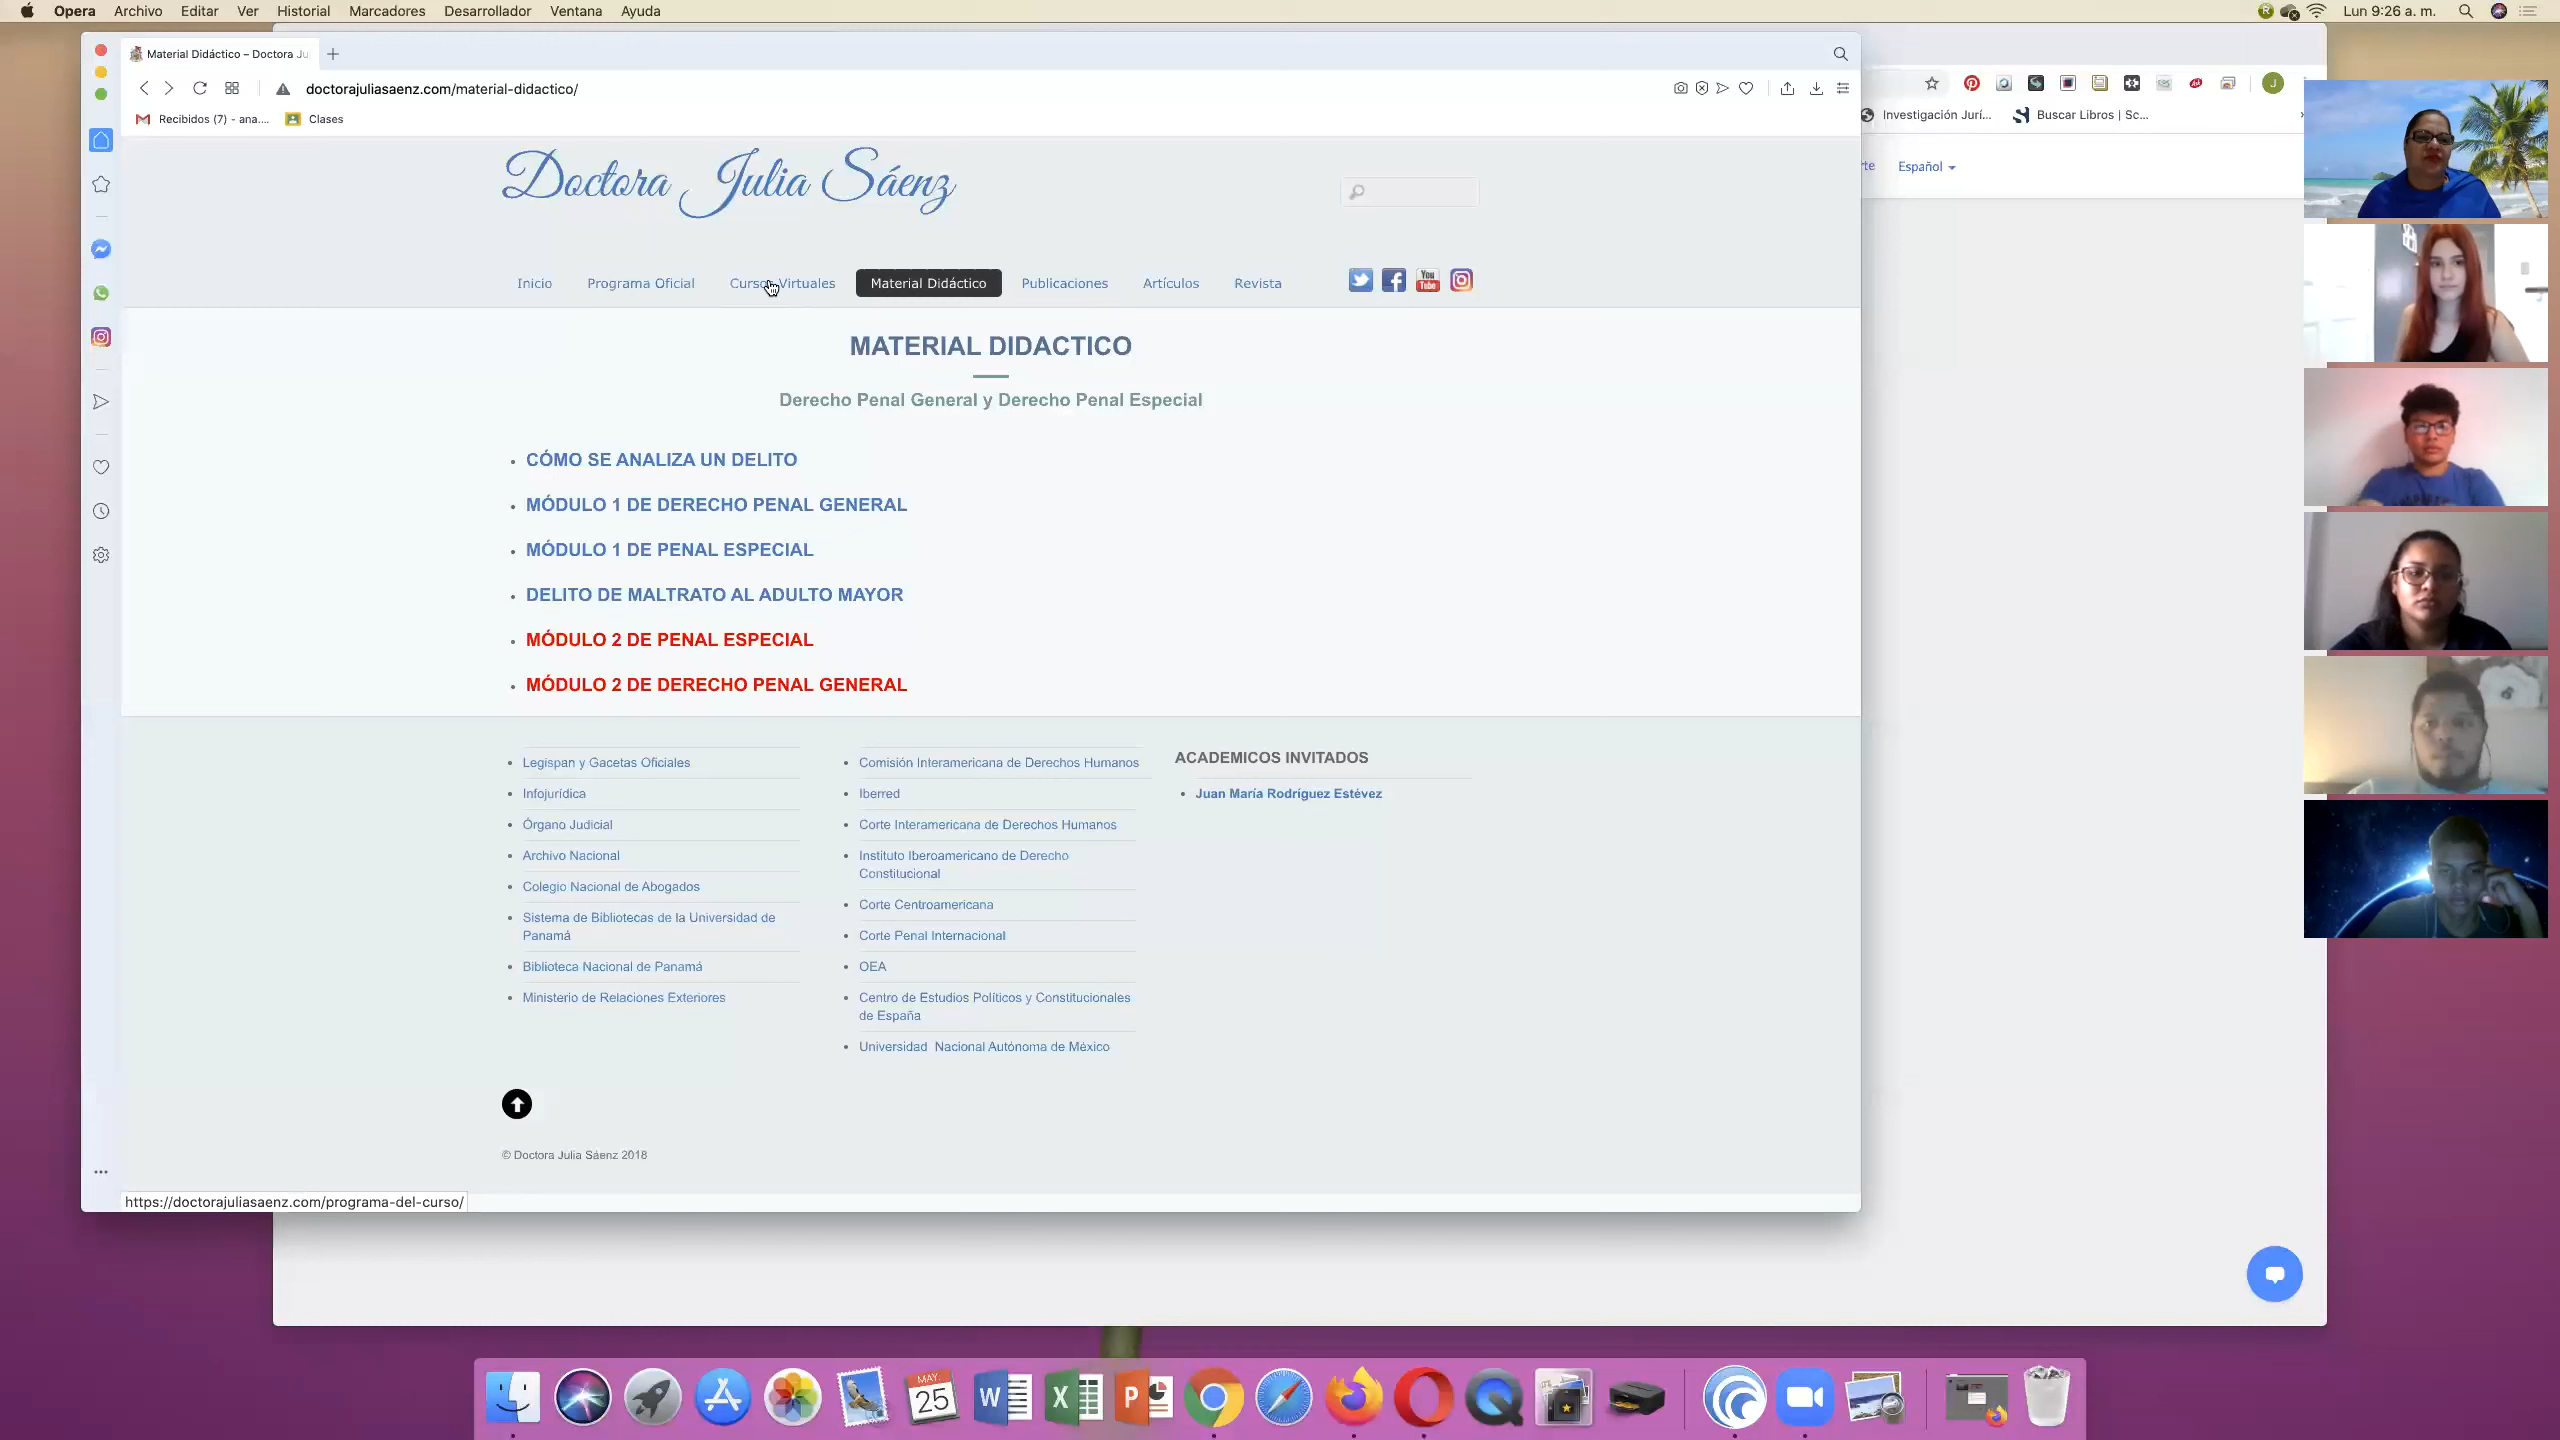 Opera Archivo Editar Ver Historial Marcadores Desarrollador Ventana Ayuda
Lun 9:26 a. m.
Material Didáctico – Doctora Ju
doctorajuliasaenz.com/material-didactico/
Recibidos (7) - ana.... Clases
Investigación Jurí... Buscar Libros | Sc...
rte Español
J
Doctora Julia Sáenz
Inicio Programa Oficial Cursos Virtuales Material Didáctico Publicaciones Artículos Revista
You Tube
MATERIAL DIDACTICO
Derecho Penal General y Derecho Penal Especial
• CÓMO SE ANALIZA UN DELITO
• MÓDULO 1 DE DERECHO PENAL GENERAL
• MÓDULO 1 DE PENAL ESPECIAL
• DELITO DE MALTRATO AL ADULTO MAYOR
• MÓDULO 2 DE PENAL ESPECIAL
• MÓDULO 2 DE DERECHO PENAL GENERAL
• Legispan y Gacetas Oficiales
• Infojurídica
• Órgano Judicial
• Archivo Nacional
• Colegio Nacional de Abogados
• Sistema de Bibliotecas de la Universidad de
Panamá
• Biblioteca Nacional de Panamá
• Ministerio de Relaciones Exteriores
• Comisión Interamericana de Derechos Humanos
• Iberred
• Corte Interamericana de Derechos Humanos
• Instituto Iberoamericano de Derecho
Constitucional
• Corte Centroamericana
• Corte Penal Internacional
• OEA
• Centro de Estudios Políticos y Constitucionales
de España
• Universidad Nacional Autónoma de México
ACADEMICOS INVITADOS
• Juan María Rodríguez Estévez
© Doctora Julia Sáenz 2018
https://doctorajuliasaenz.com/programa-del-curso/
MAY.
25
W X P